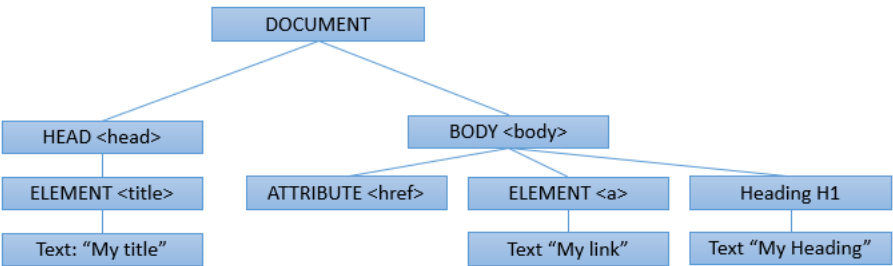 DOCUMENT
HEAD <head>
BODY <body>
ELEMENT <title>
ATTRIBUTE <href>
ELEMENT <a>
Heading H1
Text: “My title”
Text “My link”
Text “My Heading”